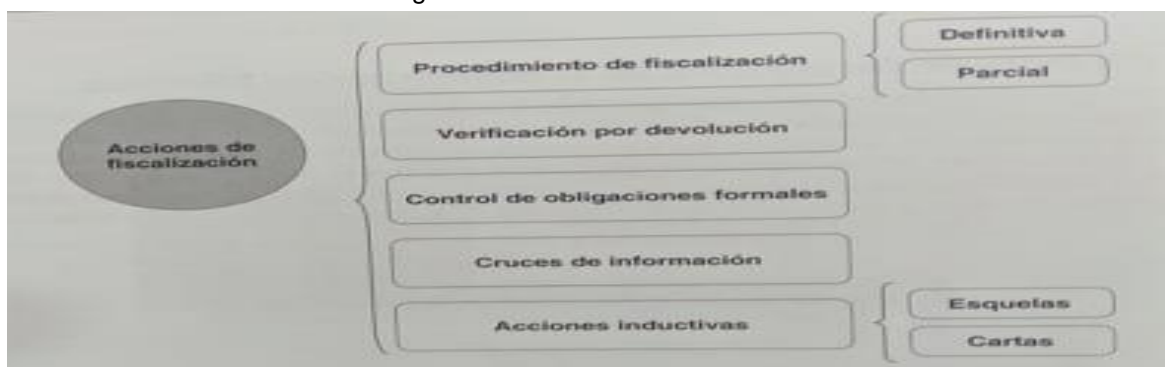 Acciones de
fiscalización
Procedimiento de fiscalización
Definitiva
Parcial
Verificación por devolución
Control de obligaciones formales
Cruces de información
Acciones inductivas
Esquelas
Cartas